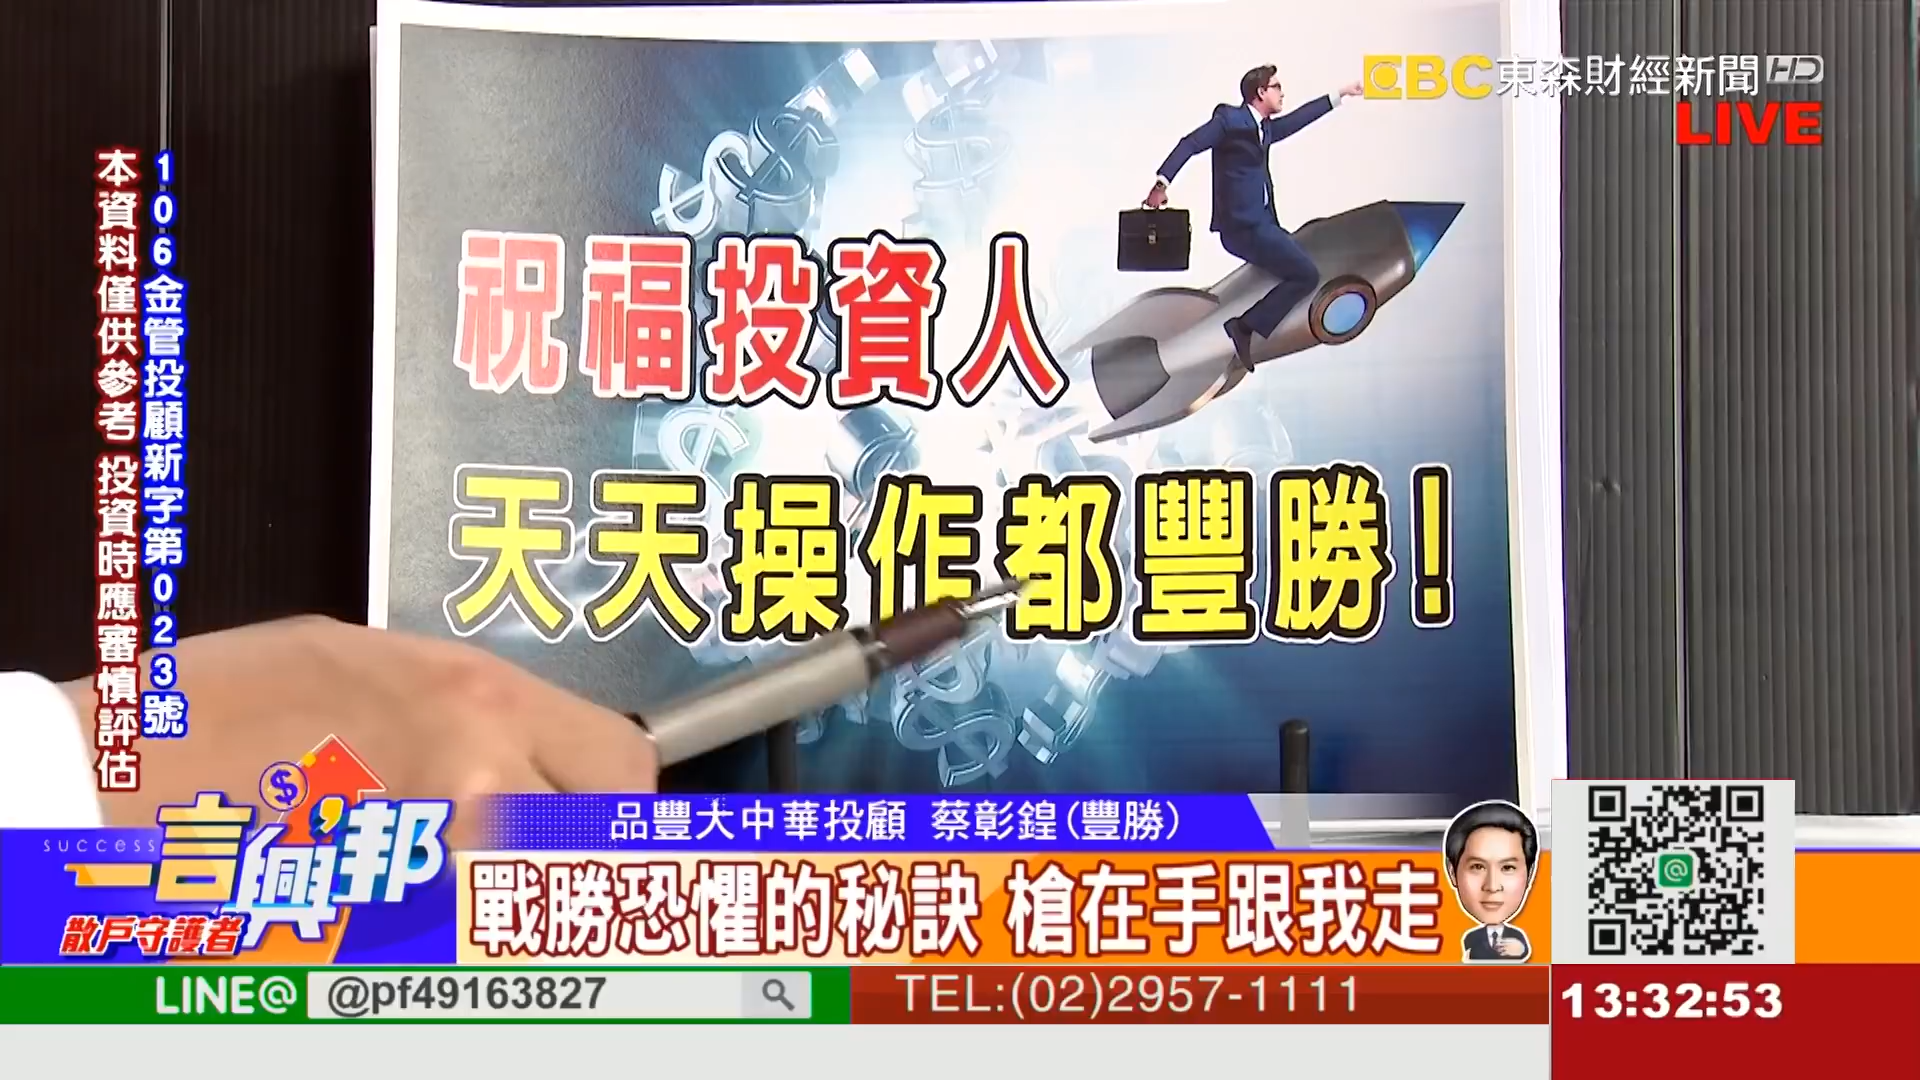 EBC東森財經新聞HD
LIVE
106金管投顧新字第023號
本資料僅供參考 投資時應審慎評估
祝福投資人
天天操作都豐勝!
success
一言興邦
散戶守護者
品豐大中華投顧 蔡彰鍠(豐勝)
戰勝恐懼的秘訣 槍在手跟我走
LINE@ @pf49163827
TEL:(02)2957-1111
13:32:53